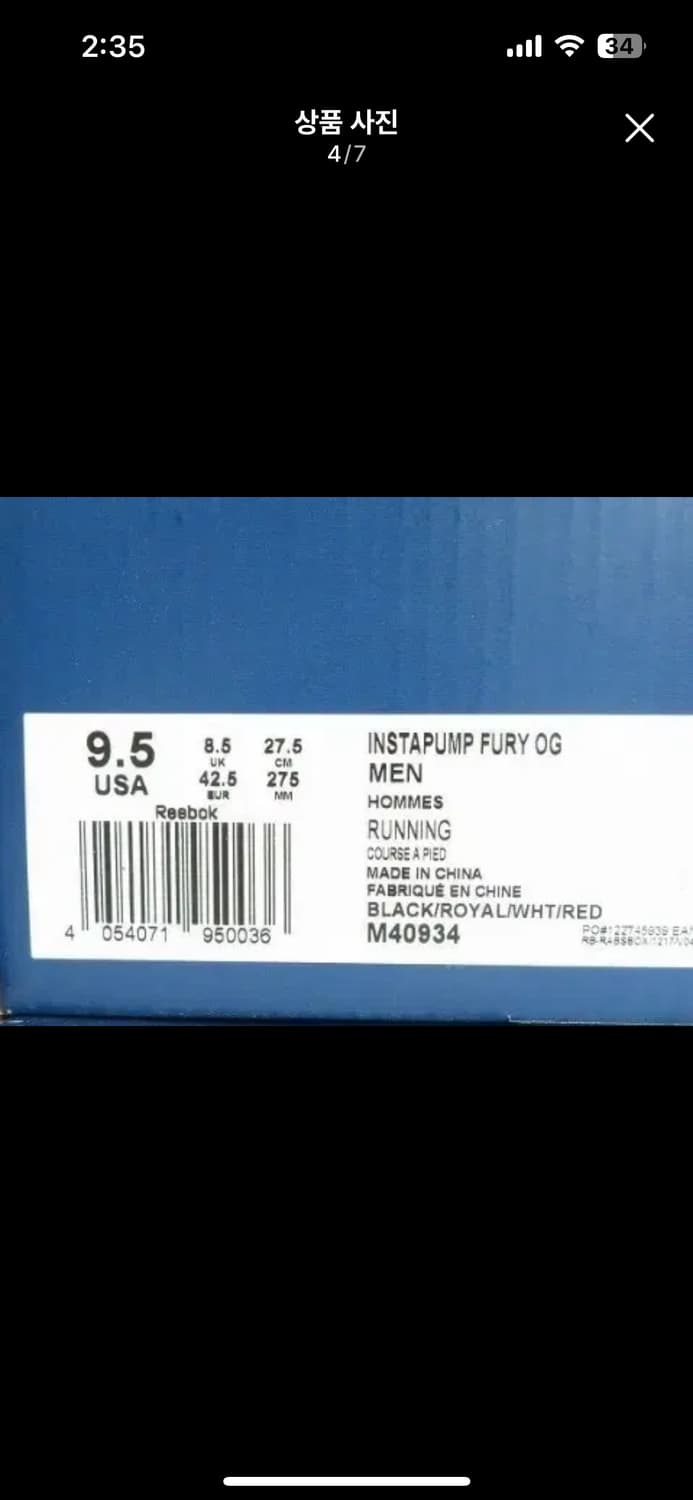 2:35
34
상품 사진
4/7
9.5
USA
8.5
UK
42.5
EUR
27.5
CM
275
MM
Reebok
4 054071 950036
INSTAPUMP FURY OG
MEN
HOMMES
RUNNING
COURSE A PIED
MADE IN CHINA
FABRIQUÉ EN CHINE
BLACK/ROYAL/WHT/RED
M40934